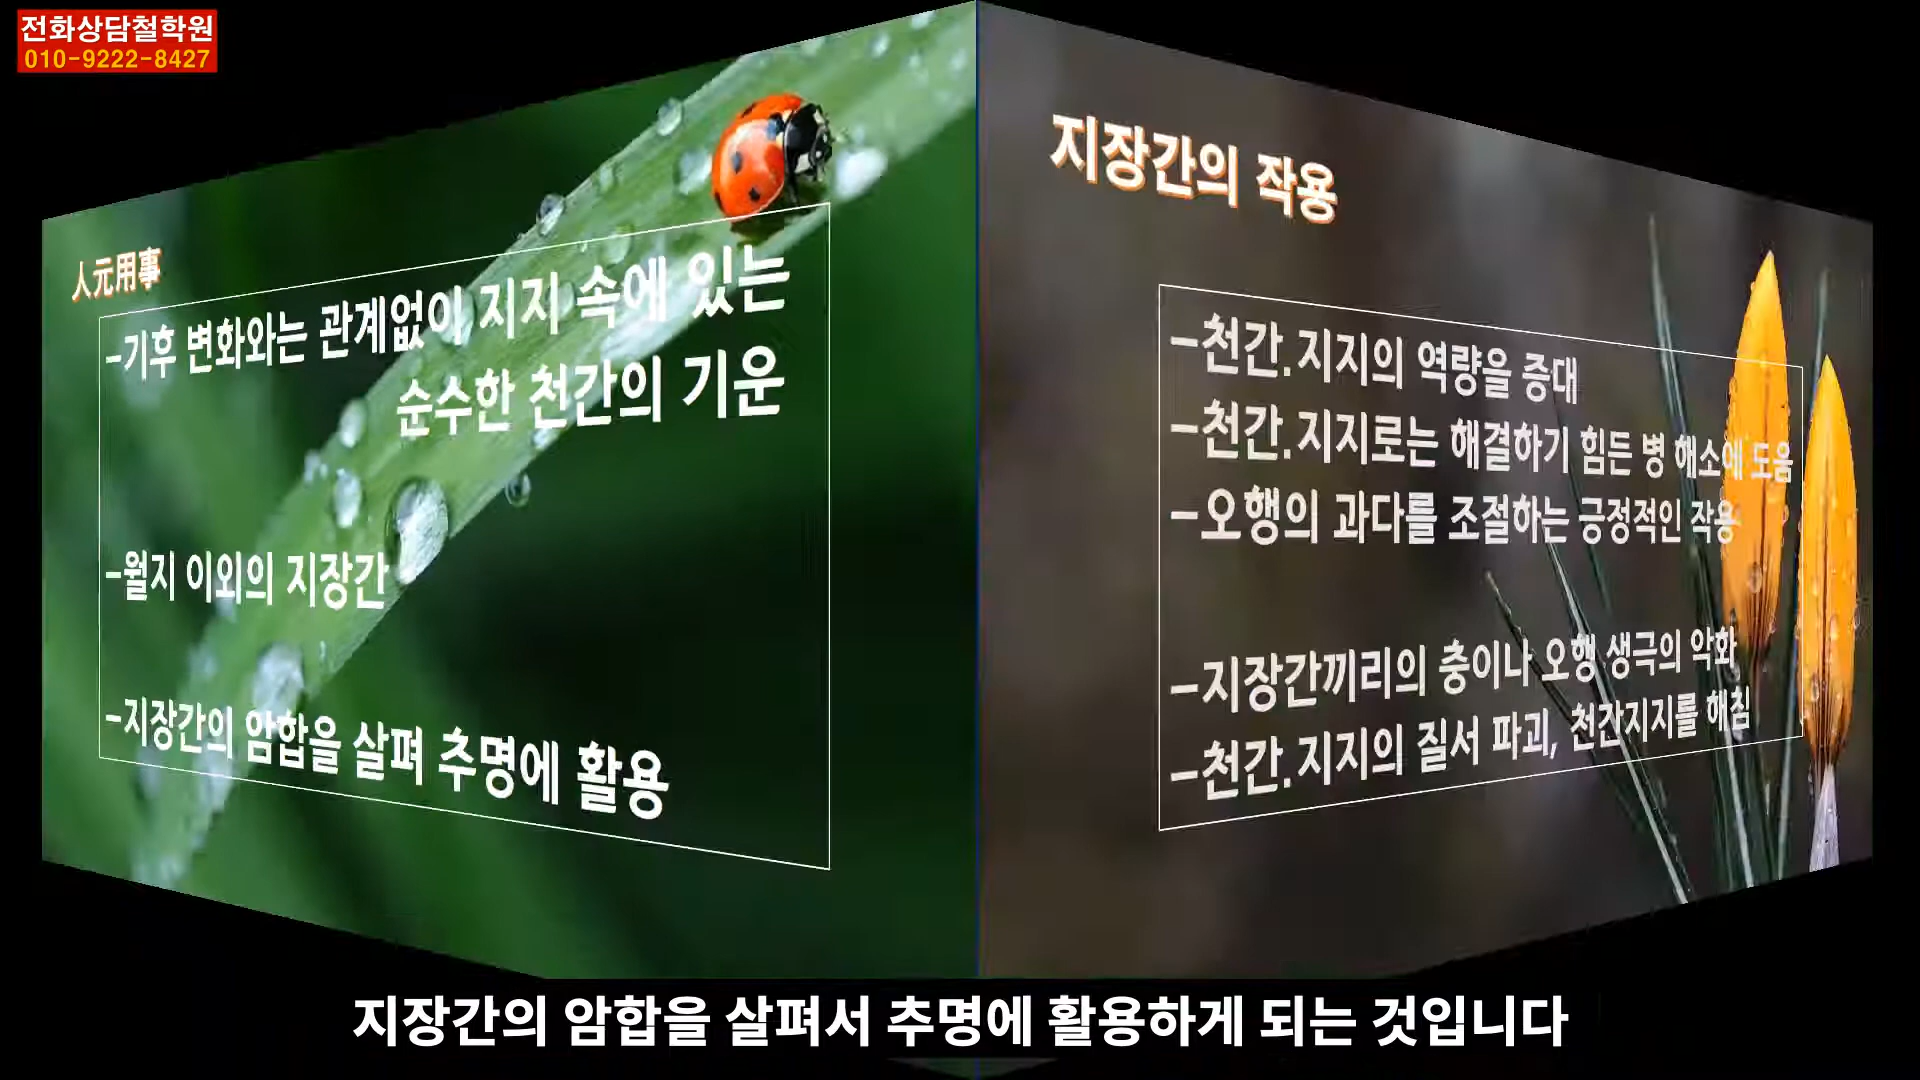 전화상담철학원
010-9222-8427
人元用事
-기후 변화와는 관계없이 지지 속에 있는
순수한 천간의 기운
-월지 이외의 지장간
-지장간의 암합을 살펴 추명에 활용
지장간의 작용
-천간.지지의 역량을 증대
-천간.지지로는 해결하기 힘든 병 해소에 도움
-오행의 과다를 조절하는 긍정적인 작용
-지장간끼리의 충이나 오행 생극의 악화
-천간.지지의 질서 파괴, 천간지지를 해침
지장간의 암합을 살펴서 추명에 활용하게 되는 것입니다